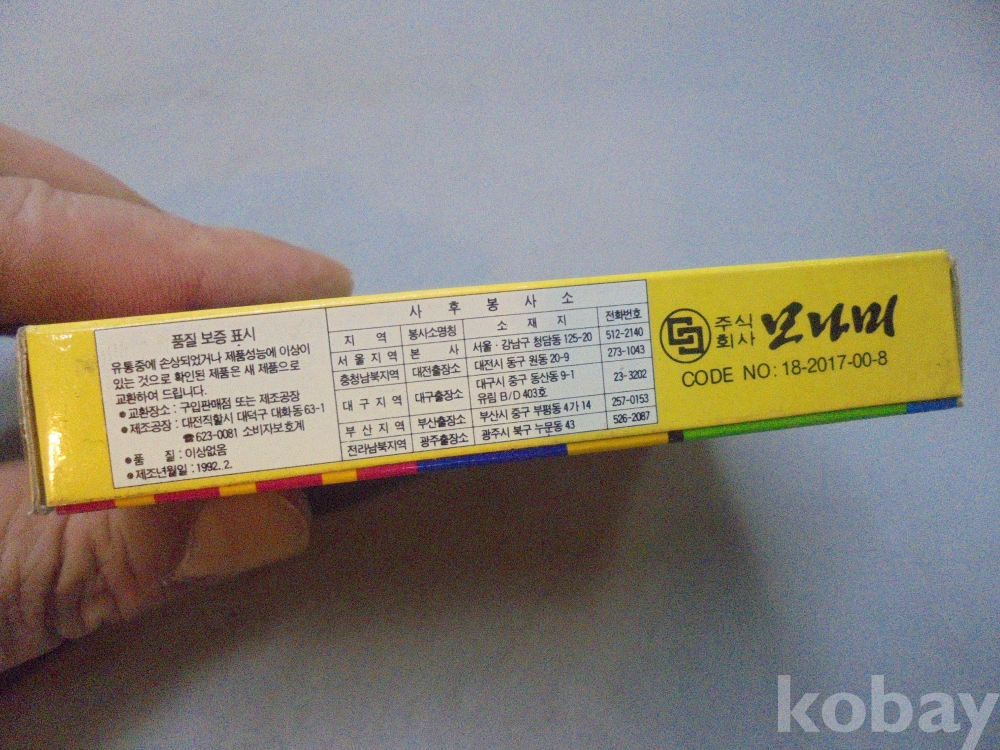 품질 보증 표시
유통중에 손상되었거나 제품성능에 이상이
있는 것으로 확인된 제품은 새 제품으로
교환하여 드립니다.
● 교환장소 : 구입판매점 또는 제조공장
● 제조공장 : 대전직할시 대덕구 대화동 63-1
☎ 623-0081 소비자보호계
● 품 질 : 이상없음
● 제조년월일 : 1992. 2.
사 후 봉 사 소
지 역 봉사소명칭 소 재 지 전화번호
서울지역 본 사 서울·강남구 청담동 125-20 512-2140
충청남북지역 대전출장소 대전시 동구 원동 20-9 273-1043
대구지역 대구출장소 대구시 중구 동산동 9-1 23-3202
유림 B/D 403호
부산지역 부산출장소 부산시 중구 부평동 4가 14 257-0153
전라남북지역 광주출장소 광주시 북구 누문동 43 526-2087
주식
회사 모나미
CODE NO: 18-2017-00-8
kobay